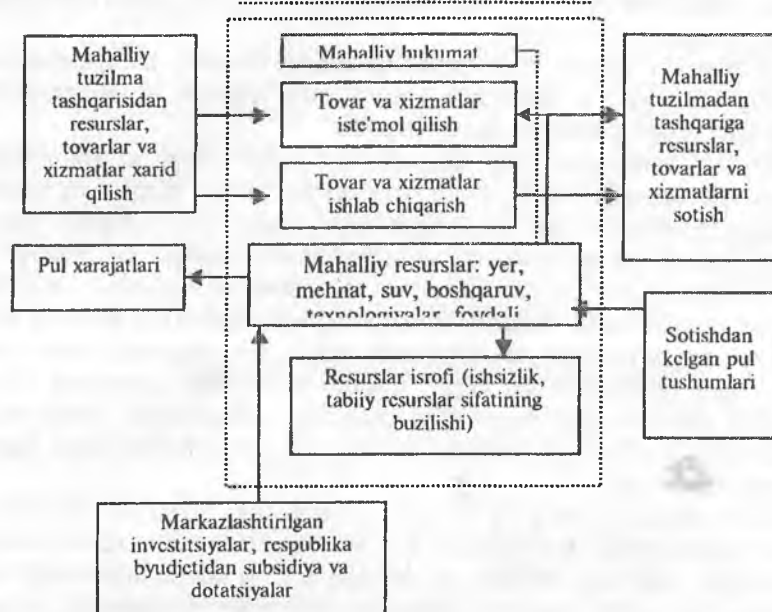 Mahalliy
tuzilma
tashqarisidan
resurslar,
tovarlar va
xizmatlar xarid
qilish
Mahalliy hukumat
Tovar va xizmatlar
iste'mol qilish
Tovar va xizmatlar
ishlab chiqarish
Mahalliy
tuzilmadan
tashqariga
resurslar,
tovarlar va
xizmatlarni
sotish
Pul xarajatlari
Mahalliy resurslar: yer,
mehnat, suv, boshqaruv,
texnologiyalar, foydali
Sotishdan
kelgan pul
tushumlari
Resurslar isrofi (ishsizlik,
tabiiy resurslar sifatining
buzilishi)
Markazlashtirilgan
investitsiyalar, respublika
byudjetidan subsidiya va
dotatsiyalar